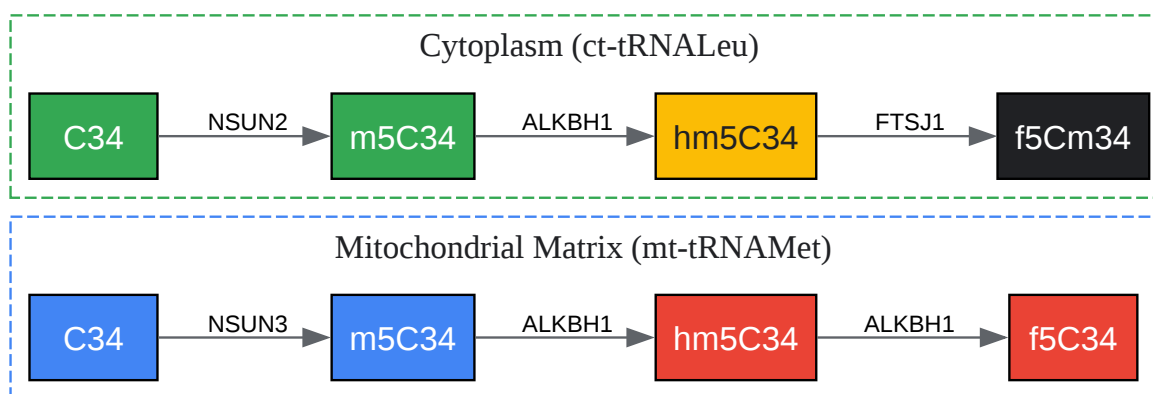 Cytoplasm (ct-tRNALeu)
NSUN2 ALKBH1 FTSJ1
C34 m5C34 hm5C34 f5Cm34
Mitochondrial Matrix (mt-tRNAMet)
NSUN3 ALKBH1 ALKBH1
C34 m5C34 hm5C34 f5C34